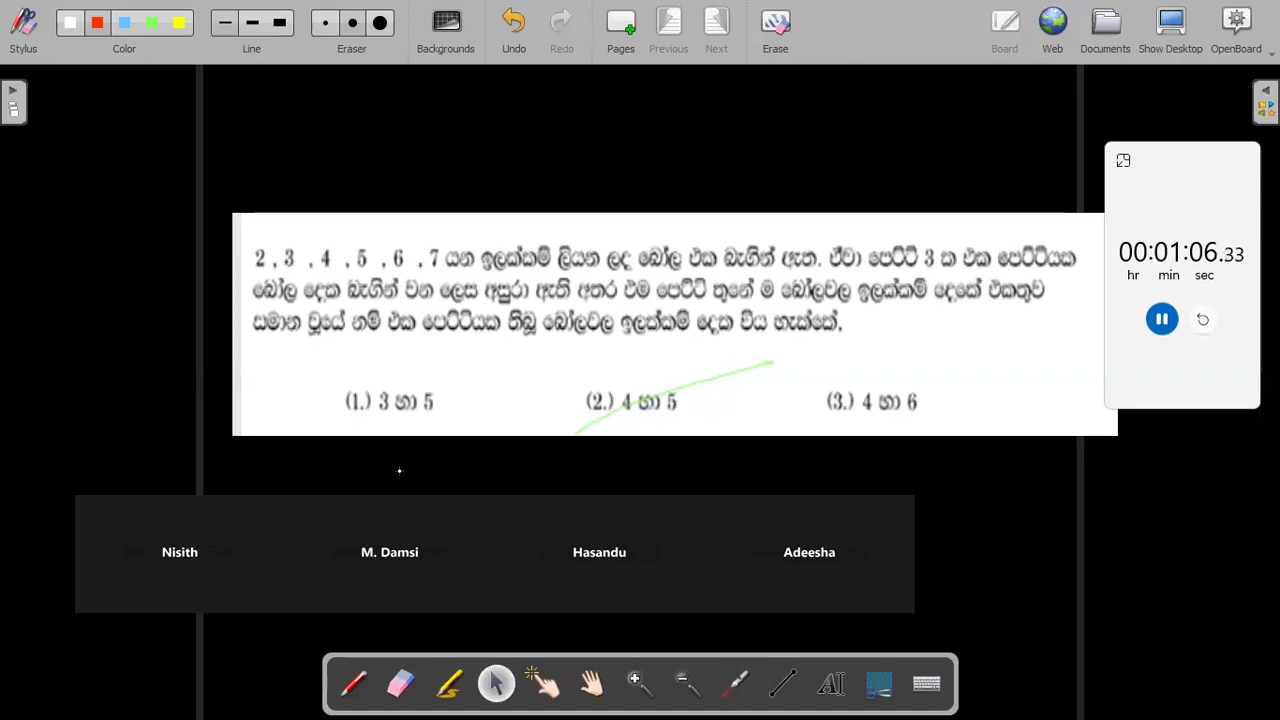 Stylus
Color
Line
Eraser
Backgrounds
Undo
Redo
Pages
Previous
Next
Erase
Board
Web
Documents
Show Desktop
OpenBoard
00:01:06.33
hr min sec
2 , 3 , 4 , 5 , 6 , 7 යන ඉලක්කම් ලියන ලද බෝල එක බැගින් ඇත. ඒවා පෙට්ටි 3 ක එක පෙට්ටියක
බෝල දෙක බැගින් වන ලෙස අසුරා ඇති අතර එම පෙට්ටි තුනේ ම බෝලවල ඉලක්කම් දෙකේ එකතුව
සමාන වූයේ නම් එක පෙට්ටියක තිබූ බෝලවල ඉලක්කම් දෙක විය හැක්කේ,
(1.) 3 හා 5 (2.) 4 හා 5 (3.) 4 හා 6
Nisith M. Damsi Hasandu Adeesha